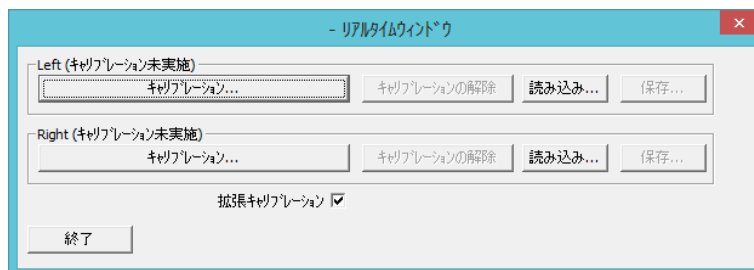 - ﾘｱﾙﾀｲﾑｳｨﾝﾄﾞｳ
Left (ｷｬﾘﾌﾞﾚｰｼｮﾝ未実施)
ｷｬﾘﾌﾞﾚｰｼｮﾝ... ｷｬﾘﾌﾞﾚｰｼｮﾝの解除 読み込み... 保存...
Right (ｷｬﾘﾌﾞﾚｰｼｮﾝ未実施)
ｷｬﾘﾌﾞﾚｰｼｮﾝ... ｷｬﾘﾌﾞﾚｰｼｮﾝの解除 読み込み... 保存...
拡張ｷｬﾘﾌﾞﾚｰｼｮﾝ
終了